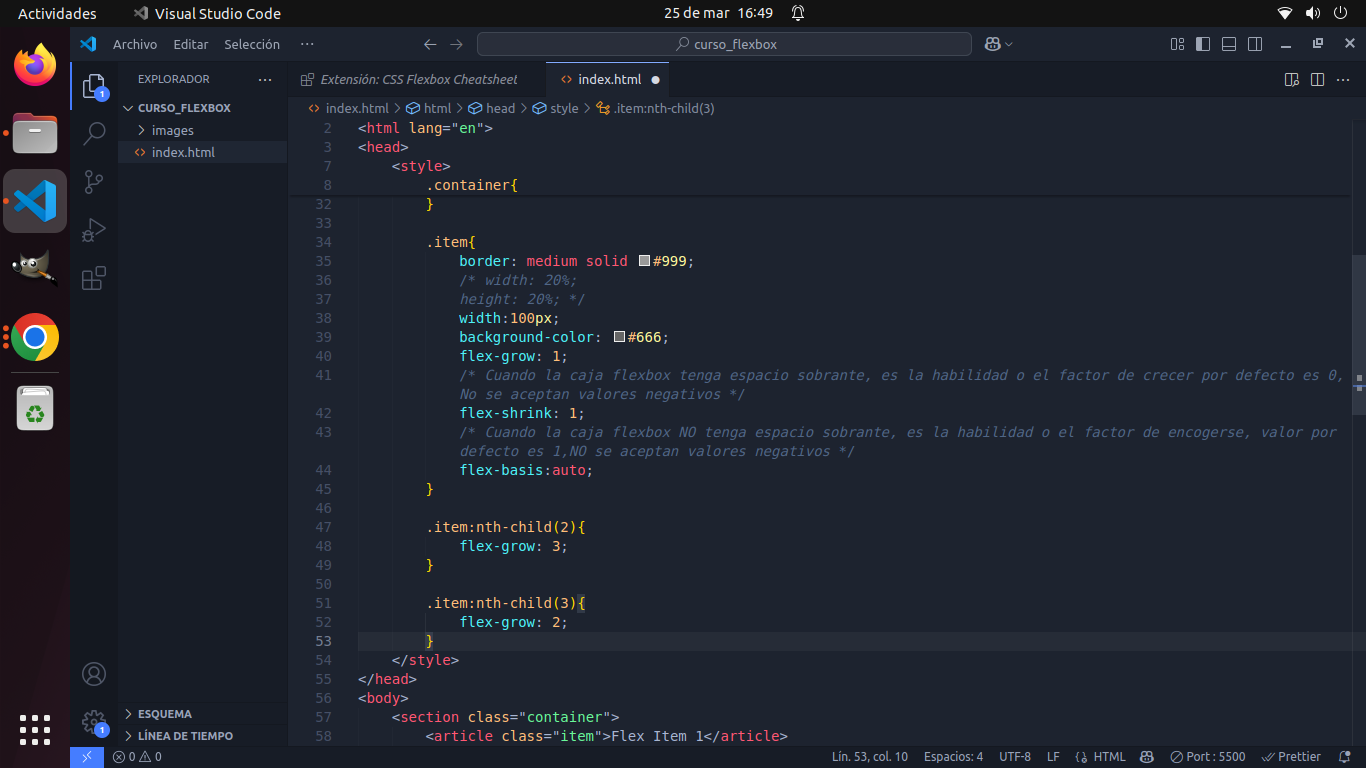 Actividades
Visual Studio Code
25 de mar 16:49
Archivo Editar Selección ···
curso_flexbox
EXPLORADOR ···
CURSO_FLEXBOX
images
index.html
1
ESQUEMA
LÍNEA DE TIEMPO
1
Extensión: CSS Flexbox Cheatsheet
index.html
index.html > html > head > style > .item:nth-child(3)
2 <html lang="en">
3 <head>
7 <style>
8 .container{
32 }
33
34 .item{
35 border: medium solid #999;
36 /* width: 20%;
37 height: 20%; */
38 width:100px;
39 background-color: #666;
40 flex-grow: 1;
41 /* Cuando la caja flexbox tenga espacio sobrante, es la habilidad o el factor de crecer por defecto es 0,
No se aceptan valores negativos */
42 flex-shrink: 1;
43 /* Cuando la caja flexbox NO tenga espacio sobrante, es la habilidad o el factor de encogerse, valor por
defecto es 1,NO se aceptan valores negativos */
44 flex-basis:auto;
45 }
46
47 .item:nth-child(2){
48 flex-grow: 3;
49 }
50
51 .item:nth-child(3){
52 flex-grow: 2;
53 }
54 </style>
55 </head>
56 <body>
57 <section class="container">
58 <article class="item">Flex Item 1</article>
0 0
Lín. 53, col. 10 Espacios: 4 UTF-8 LF {} HTML Port : 5500 Prettier